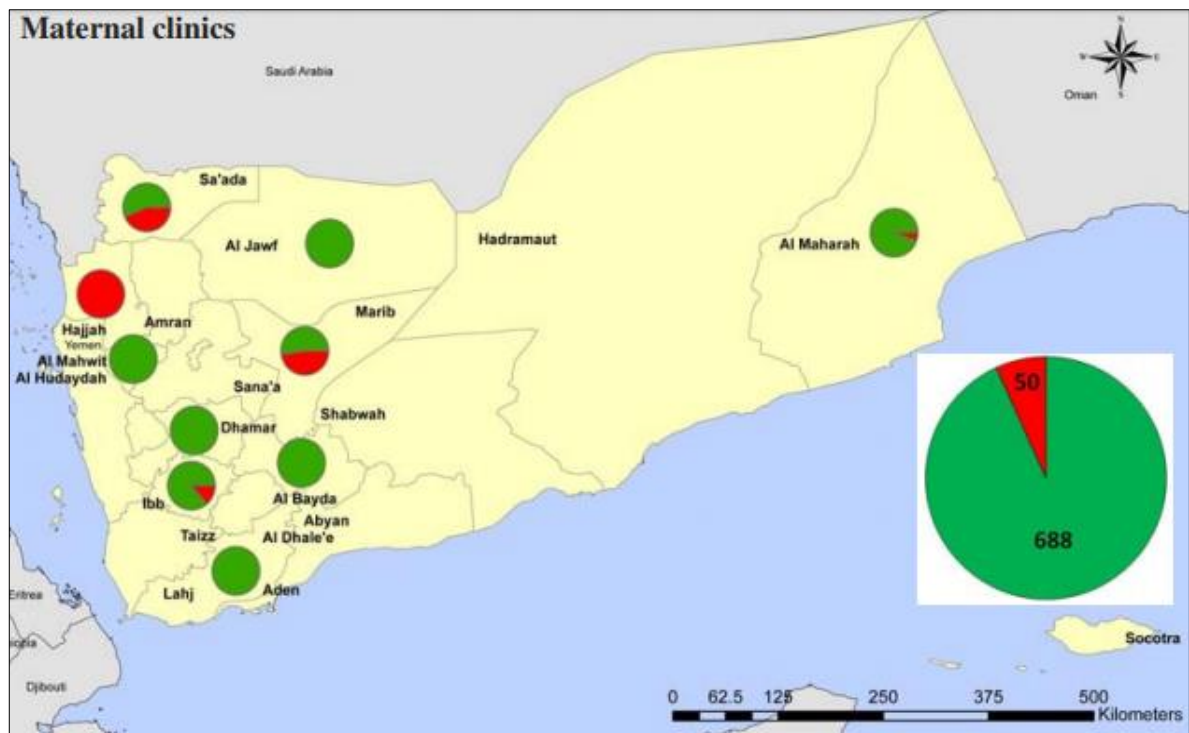 Maternal clinics
N
W
E
S
Saudi Arabia
Oman
Sa'ada
Al Jawf
Hadramaut
Al Maharah
Marib
Hajjah
Amran
Yemen
Al Mahwit
Al Hudaydah
Sana'a
Shabwah
Dhamar
Al Bayda
Ibb
Abyan
Taizz
Al Dhale'e
Lahj
Aden
50
688
Eritrea
Djibouti
Socotra
0 62.5 125 250 375 500
Kilometers